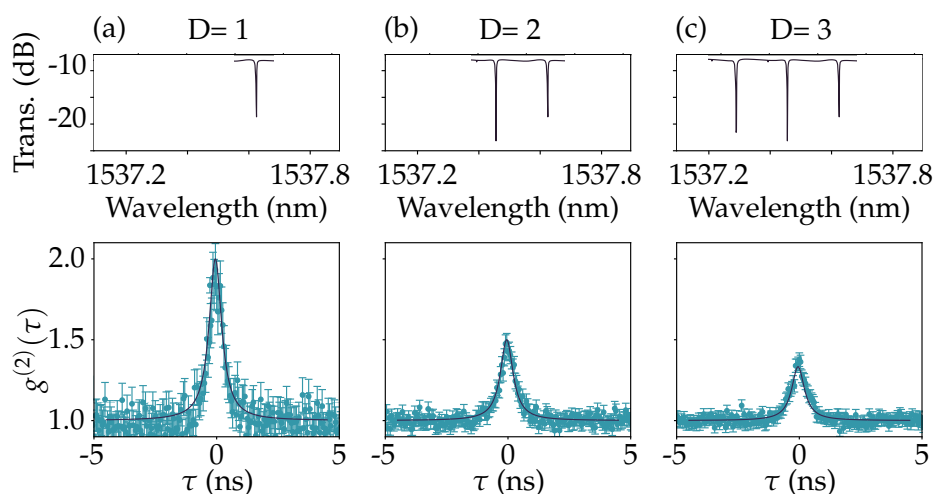 (a) D= 1 (b) D= 2 (c) D= 3
Trans. (dB)
-10
-20
1537.2 1537.8 1537.2 1537.8 1537.2 1537.8
Wavelength (nm) Wavelength (nm) Wavelength (nm)
g(2)(τ)
2.0
1.5
1.0
-5 0 5 -5 0 5 -5 0 5
τ (ns) τ (ns) τ (ns)